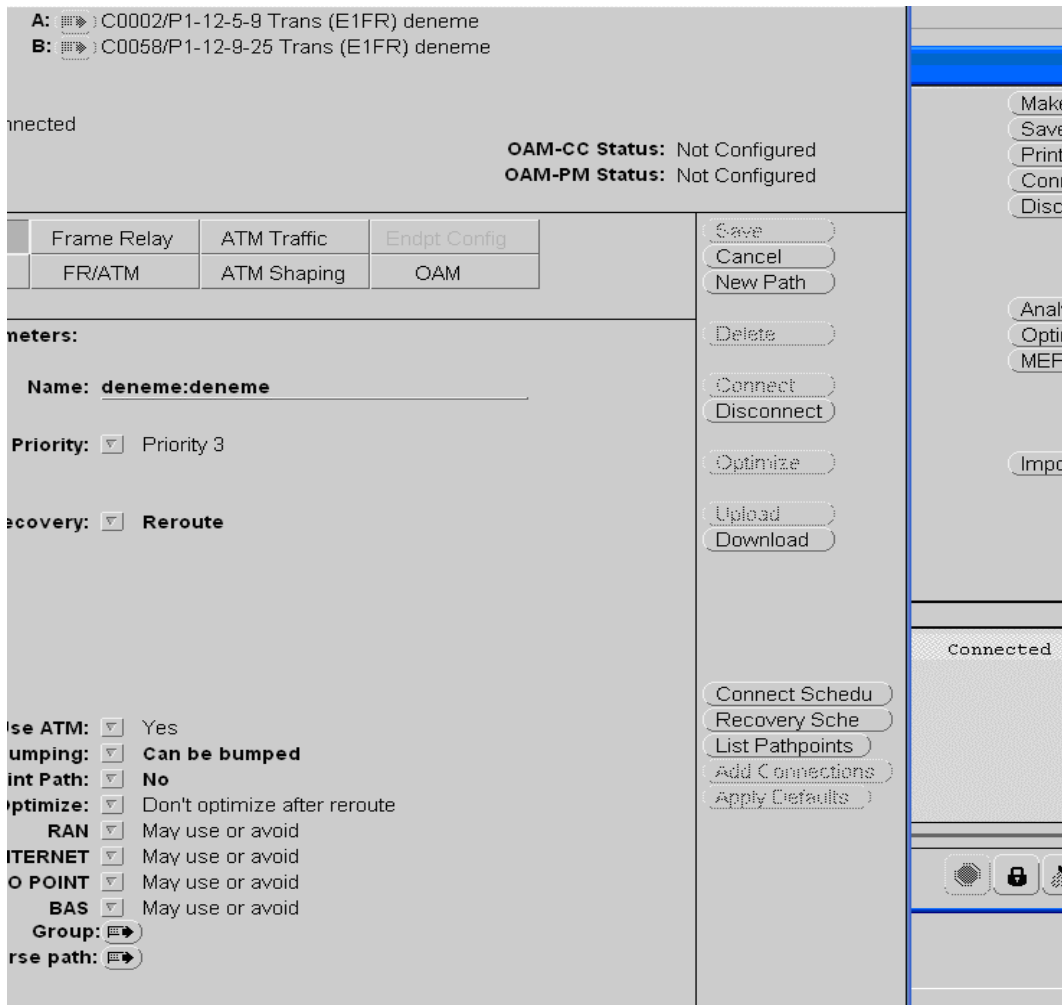 A: C0002/P1-12-5-9 Trans (E1FR) deneme
B: C0058/P1-12-9-25 Trans (E1FR) deneme
nnected
OAM-CC Status: Not Configured
OAM-PM Status: Not Configured
Frame Relay ATM Traffic Endpt Config
FR/ATM ATM Shaping OAM
meters:
Name: deneme:deneme
Priority: Priority 3
ecovery: Reroute
Use ATM: Yes
umping: Can be bumped
int Path: No
Optimize: Don't optimize after reroute
RAN May use or avoid
NTERNET May use or avoid
O POINT May use or avoid
BAS May use or avoid
Group:
rse path:
Save
Cancel
New Path
Delete
Connect
Disconnect
Optimize
Upload
Download
Connect Schedu
Recovery Sche
List Pathpoints
Add Connections
Apply Defaults
Make
Save
Print
Conn
Disc
Anal
Opti
MEF
Impo
Connected